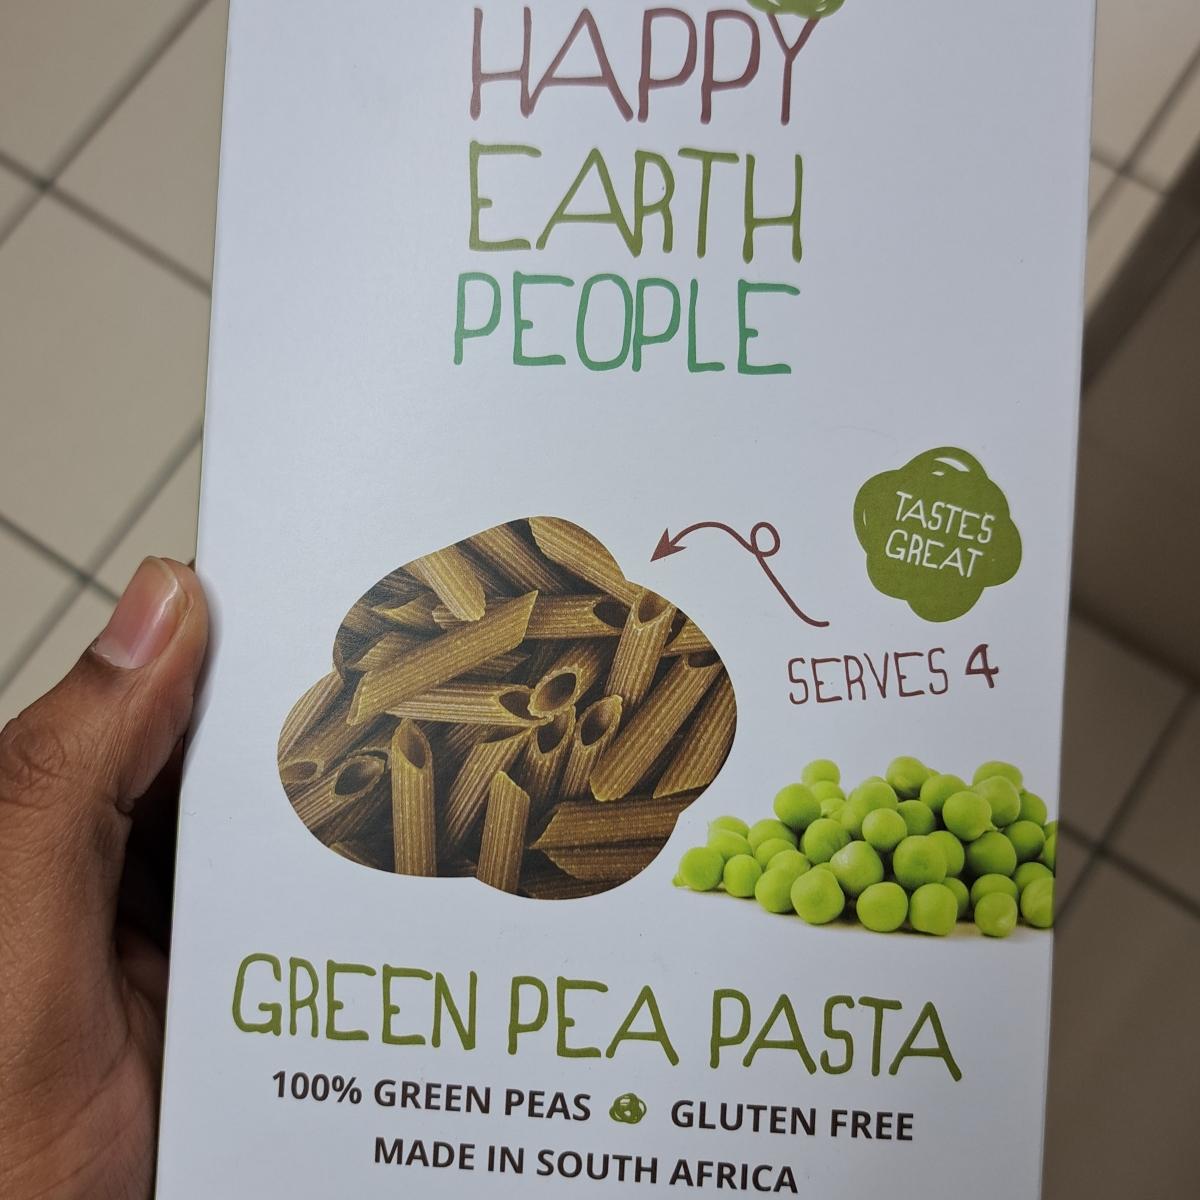 HAPPY
EARTH
PEOPLE
TASTES
GREAT
SERVES 4
GREEN PEA PASTA
100% GREEN PEAS GLUTEN FREE
MADE IN SOUTH AFRICA